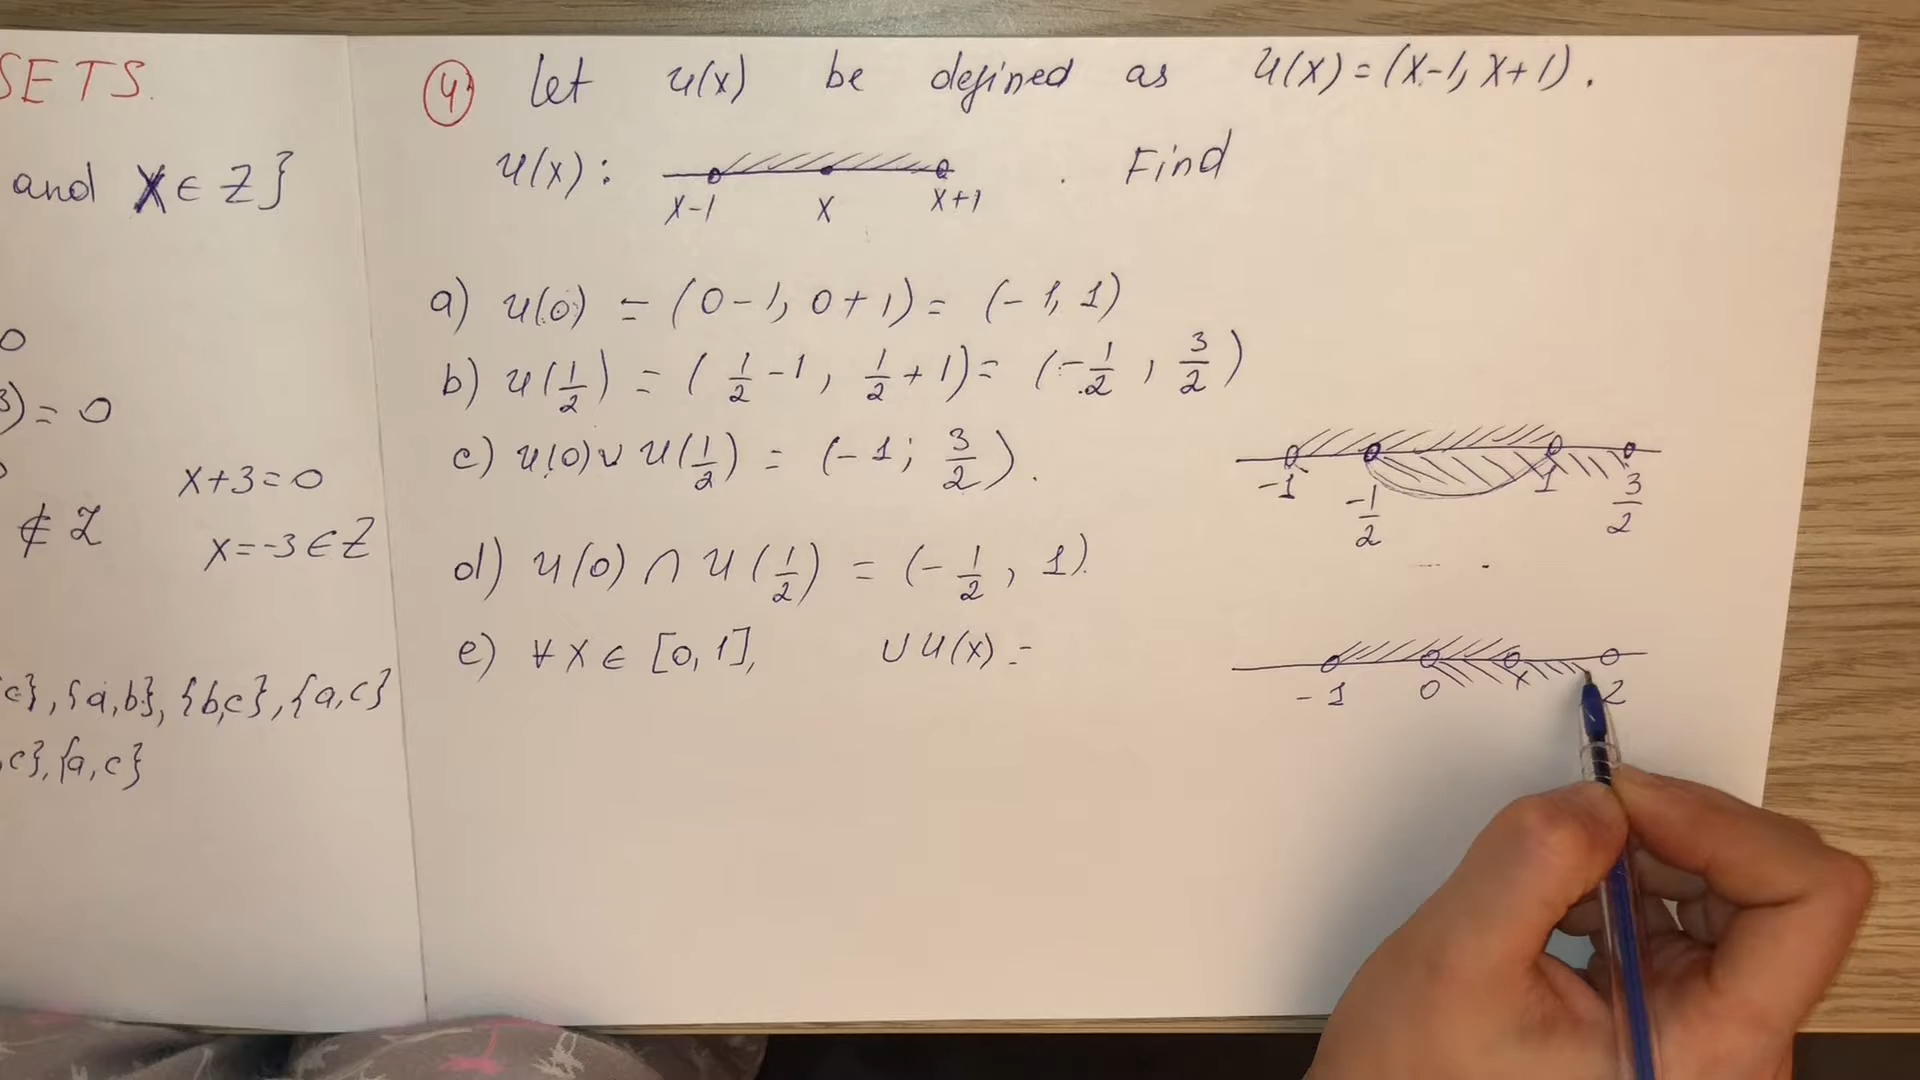 SETS.
and X ∈ Z}
0
3) = 0
x+3=0
∉ Z
x=-3 ∈ Z
c}, {a,b}, {b,c}, {a,c}
c}, {a,c}
4 Let U(x) be defined as U(x) = (x-1, x+1).
U(x): x-1 x x+1 . Find
a) U(0) = (0-1, 0+1) = (-1, 1)
b) U(1/2) = (1/2 -1, 1/2 +1) = (-1/2, 3/2)
c) U(0) ∪ U(1/2) = (-1; 3/2).
-1 -1/2 1 3/2
d) U(0) ∩ U(1/2) = (-1/2, 1)
e) ∀ x ∈ [0,1], ∪ U(x) =
-1 0 x 2